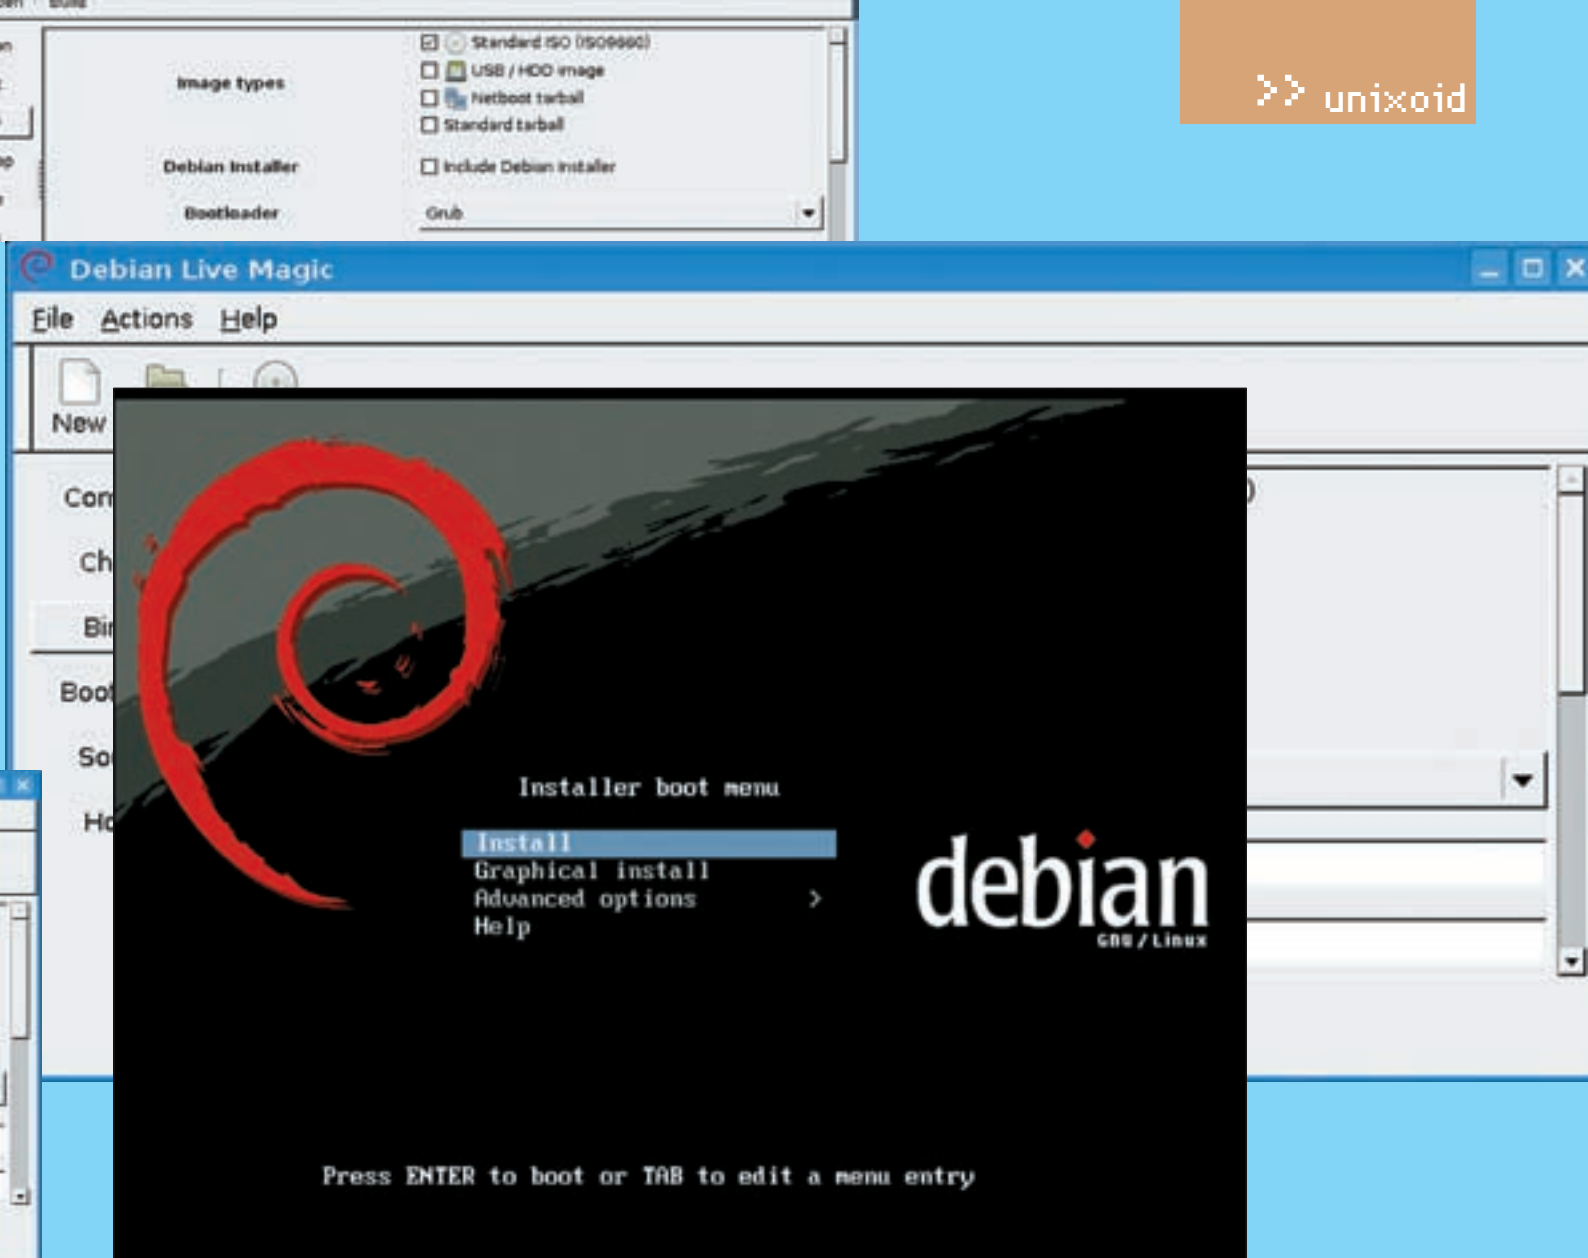 Build
Standard ISO (ISO9660)
Image types
USB / HDD image
Netboot tarball
Standard tarball
Debian Installer
Include Debian Installer
Bootloader
Grub
>> unixoid
Debian Live Magic
File Actions Help
New
Installer boot menu
Install
Graphical install
Advanced options >
Help
debian
GNU/Linux
Press ENTER to boot or TAB to edit a menu entry